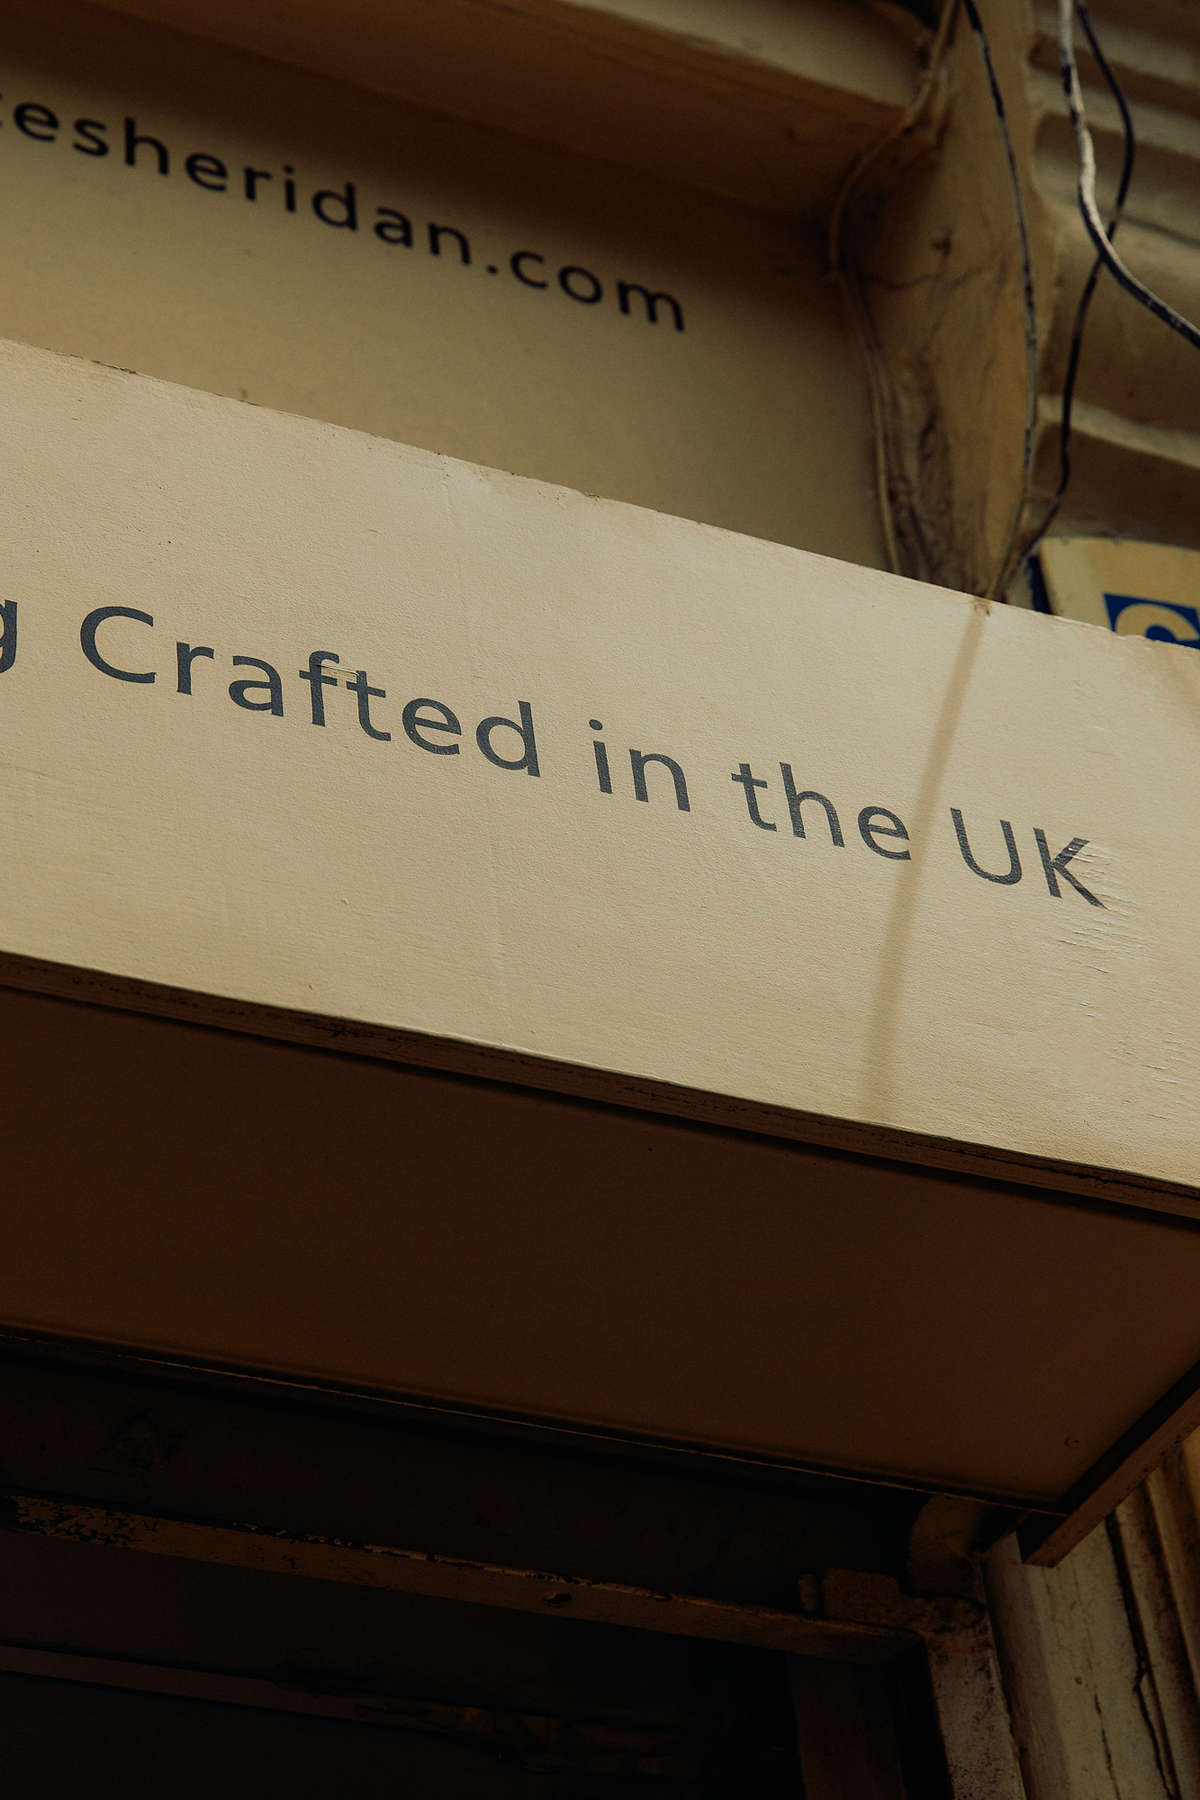 esheridan.com
g Crafted in the UK